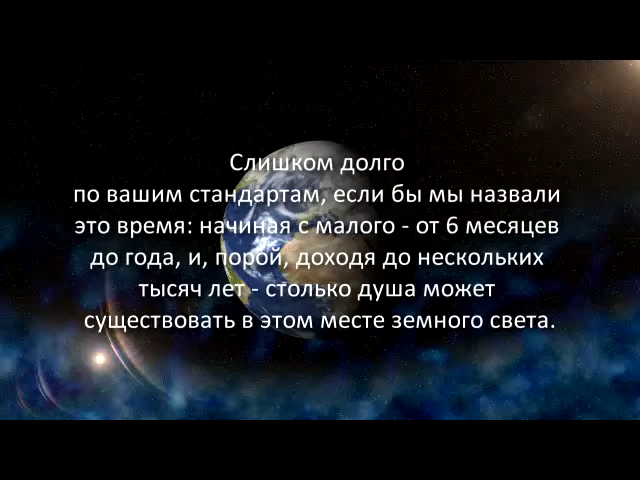 Слишком долго
по вашим стандартам, если бы мы назвали
это время: начиная с малого - от 6 месяцев
до года, и, порой, доходя до нескольких
тысяч лет - столько душа может
существовать в этом месте земного света.